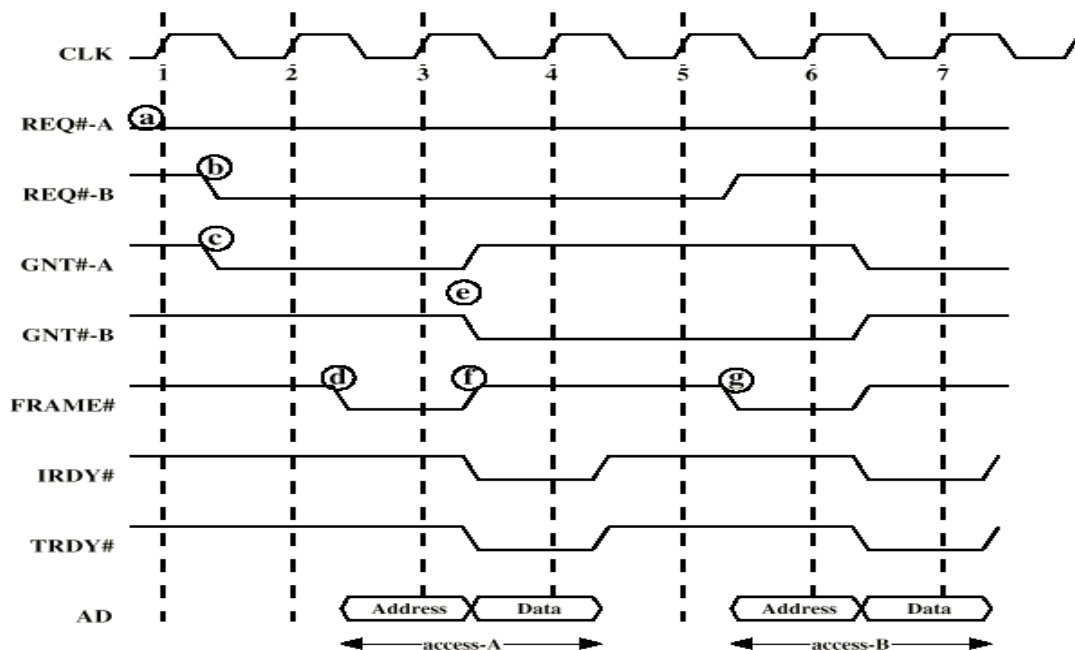 CLK
1 2 3 4 5 6 7
REQ#-A a
REQ#-B b
GNT#-A c
e
GNT#-B
FRAME# d f g
IRDY#
TRDY#
AD Address Data Address Data
access-A access-B